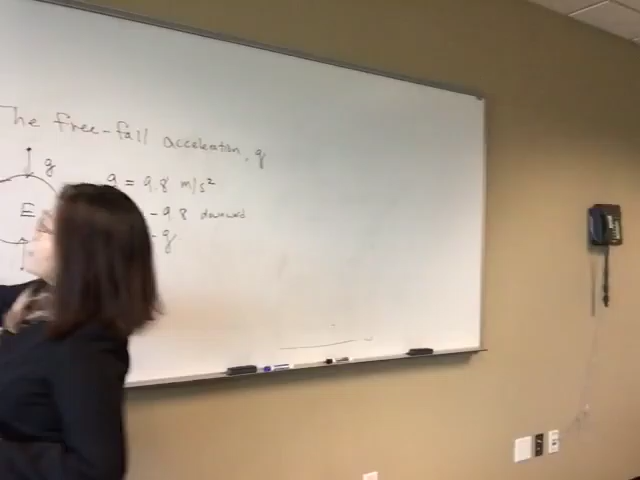 The free-fall acceleration, g
g
g = 9.8 m/s²
E
-9.8 downward
-g